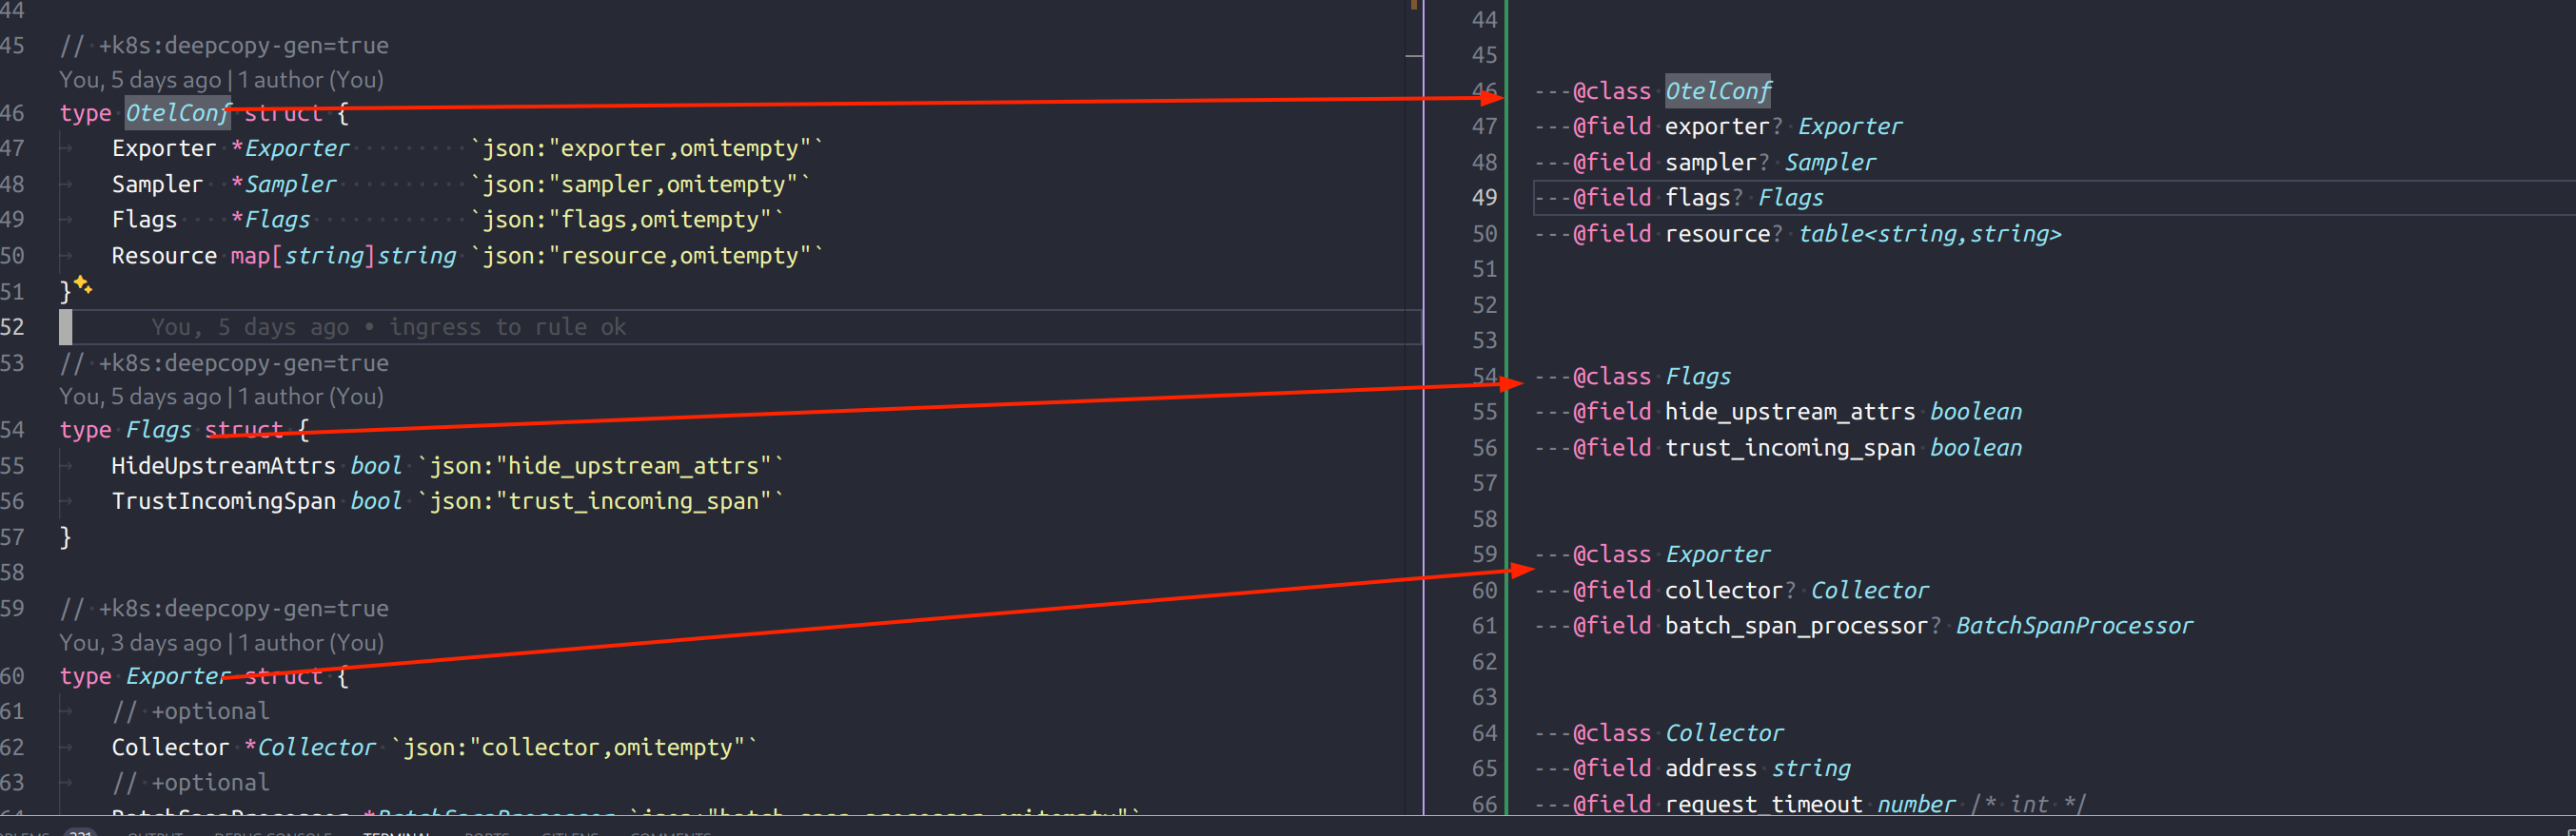 44
45 // +k8s:deepcopy-gen=true
You, 5 days ago | 1 author (You)
46 type OtelConf struct {
47 Exporter *Exporter `json:"exporter,omitempty"`
48 Sampler *Sampler `json:"sampler,omitempty"`
49 Flags *Flags `json:"flags,omitempty"`
50 Resource map[string]string `json:"resource,omitempty"`
51 }
52 You, 5 days ago • ingress to rule ok
53 // +k8s:deepcopy-gen=true
You, 5 days ago | 1 author (You)
54 type Flags struct {
55 HideUpstreamAttrs bool `json:"hide_upstream_attrs"`
56 TrustIncomingSpan bool `json:"trust_incoming_span"`
57 }
58
59 // +k8s:deepcopy-gen=true
You, 3 days ago | 1 author (You)
60 type Exporter struct {
61 // +optional
62 Collector *Collector `json:"collector,omitempty"`
63 // +optional
64 BatchSpanProcessor *BatchSpanProcessor `json:"batch_span_processor,omitempty"`
44
45
46 ---@class OtelConf
47 ---@field exporter? Exporter
48 ---@field sampler? Sampler
49 ---@field flags? Flags
50 ---@field resource? table<string,string>
51
52
53
54 ---@class Flags
55 ---@field hide_upstream_attrs boolean
56 ---@field trust_incoming_span boolean
57
58
59 ---@class Exporter
60 ---@field collector? Collector
61 ---@field batch_span_processor? BatchSpanProcessor
62
63
64 ---@class Collector
65 ---@field address string
66 ---@field request_timeout number /* int */
OUTPUT DEBUG CONSOLE TERMINAL PORTS GITLENS COMMENTS